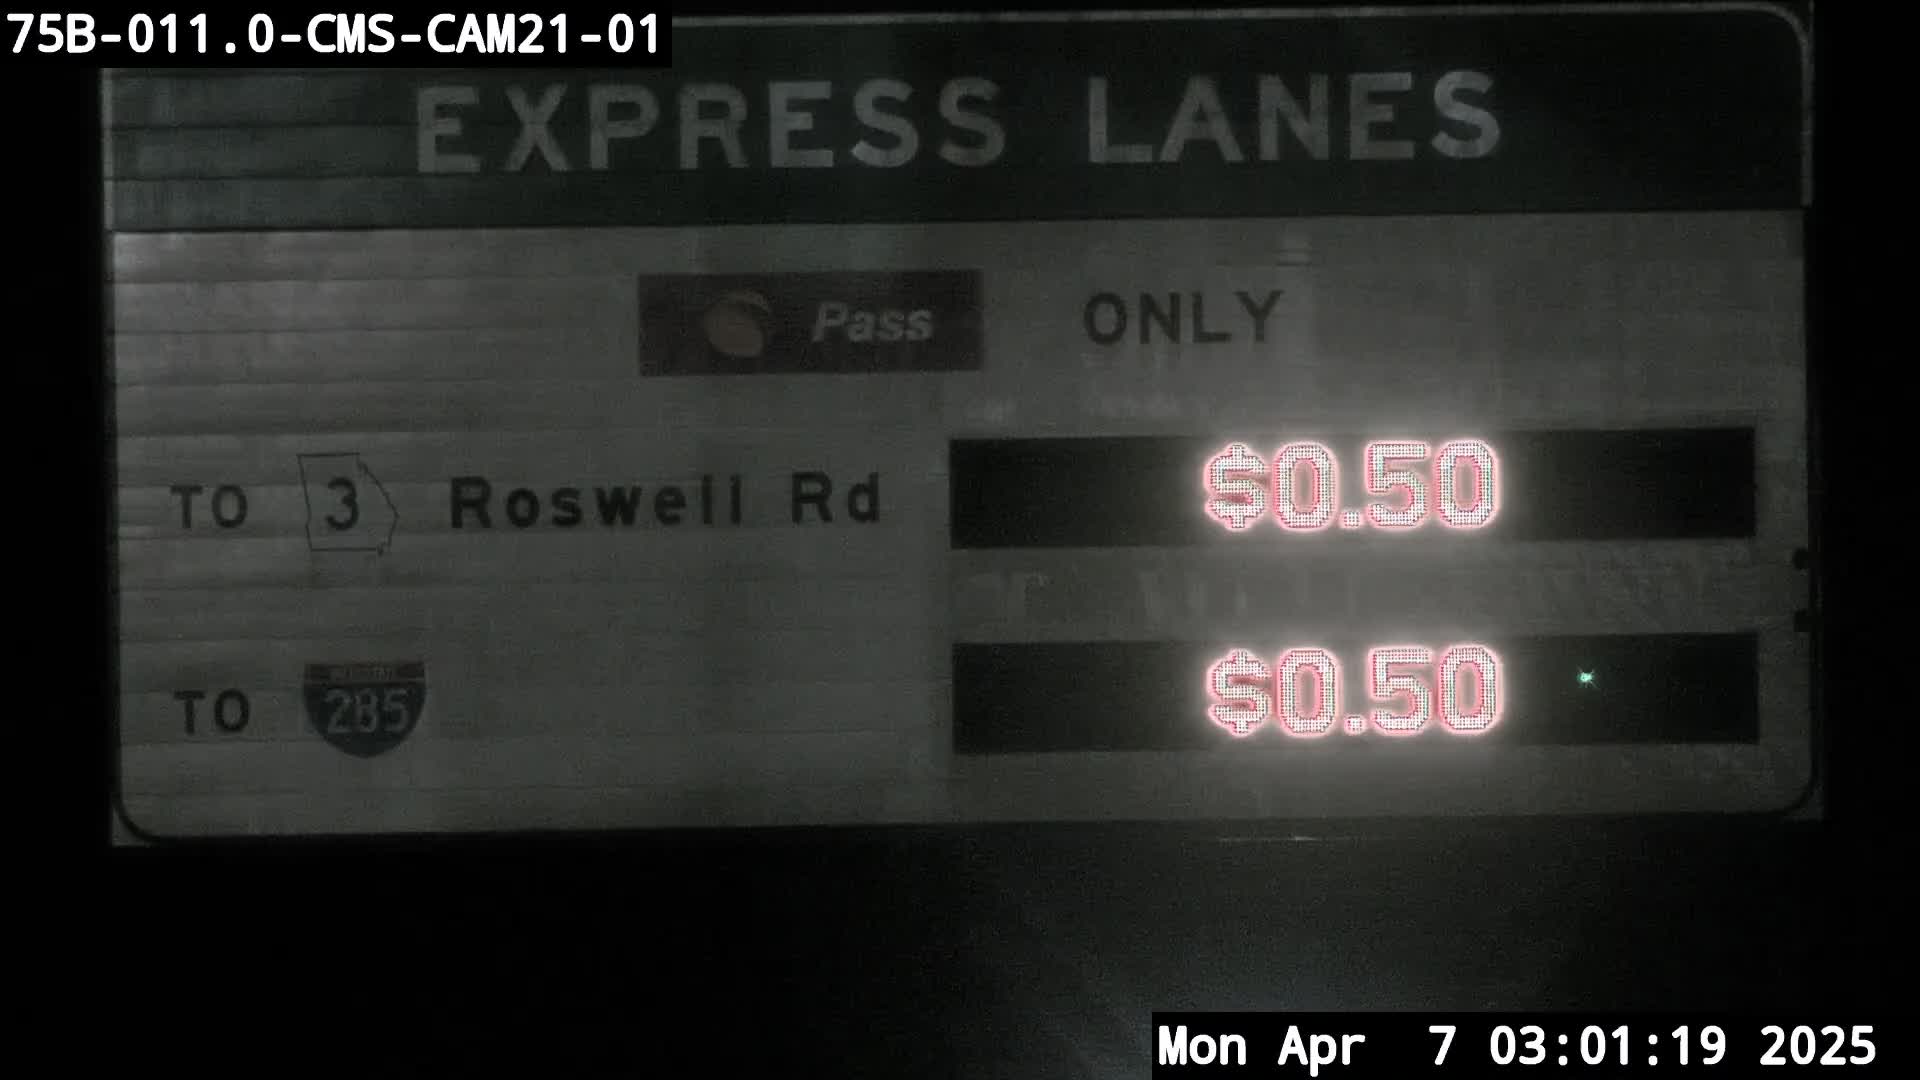 75B-011.0-CMS-CAM21-01
EXPRESS LANES
Pass ONLY
TO 3 Roswell Rd $0.50
TO INTERSTATE 285 $0.50
Mon Apr 7 03:01:19 2025